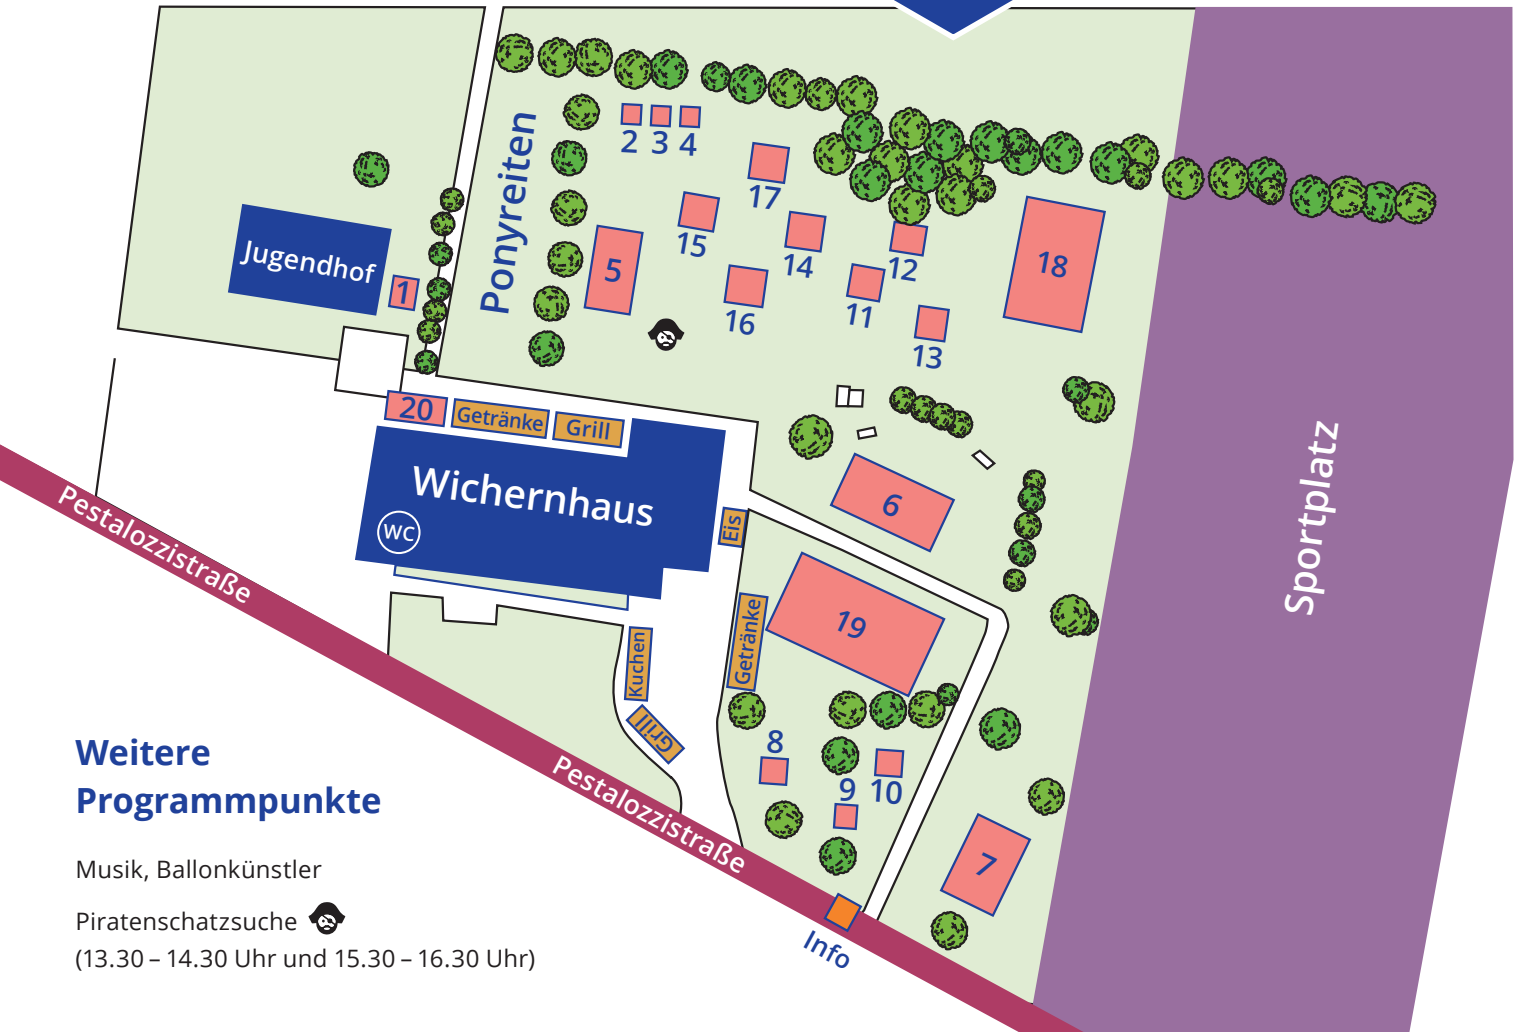 Ponyreiten
2
3
4
17
15
14
12
18
5
16
11
13
Jugendhof
1
20
Getränke
Grill
Wichernhaus
WC
Eis
6
Sportplatz
Pestalozzistraße
Getränke
19
Kuchen
Grill
8
9
10
7
Pestalozzistraße
Info
Weitere
Programmpunkte
Musik, Ballonkünstler
Piratenschatzsuche
(13.30 – 14.30 Uhr und 15.30 – 16.30 Uhr)